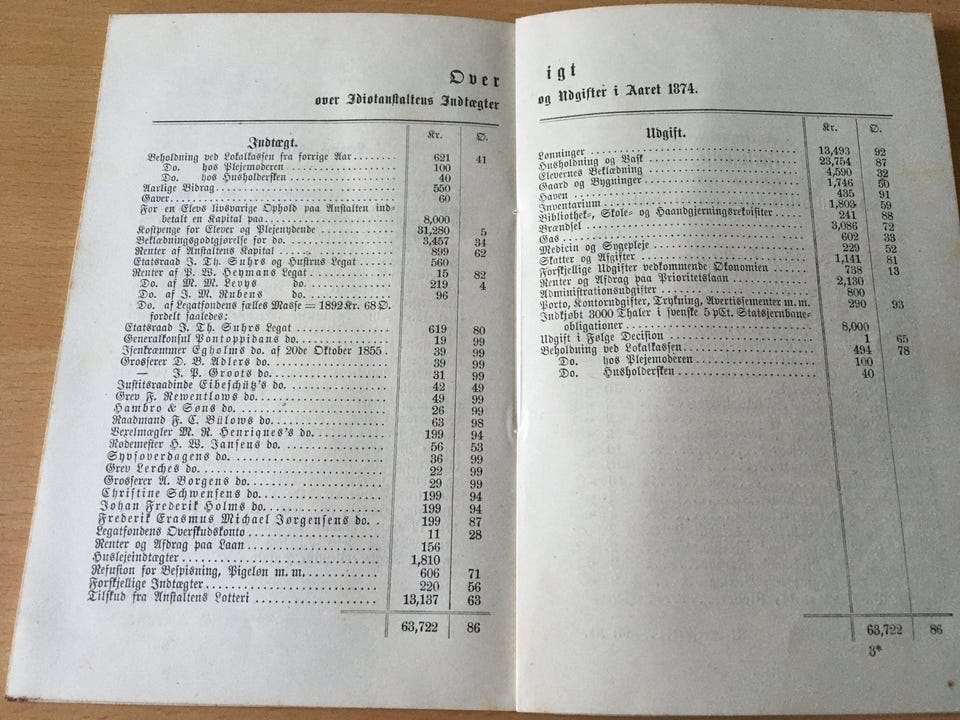 Over
over Idiotanstaltens Indtægter
Indtægt. Kr. Ø.
Beholdning ved Lokalkassen fra forrige Aar 621 41
Do. hos Plejemoderen 100
Do. hos Husholdersken 40
Aarlige Bidrag 550
Gaver 60
For en Elevs livsvarige Ophold paa Anstalten ind-
betalt en Kapital paa 8,000
Kostpenge for Elever og Plejenydende 31,280 5
Beklædningsgodtgjørelse for do. 3,457 34
Renter af Anstaltens Kapital 899 62
Etatsraad J. Th. Suhrs og Hustrus Legat 560
Renter af P. W. Heymans Legat 15 82
Do. af M. M. Levys do. 219 4
Do. af J. M. Rubens do. 96
Do. af Legatfondens fælles Masse = 1892 Kr. 68 Ø.
fordelt saaledes:
Etatsraad J. Th. Suhrs Legat 619 80
Generalkonsul Pontoppidans do. 19 99
Isenkræmmer Egholms do. af 20de Oktober 1855 39 99
Grosserer D. B. Adlers do. 39 99
— J. P. Groots do. 31 99
Justitsraadinde Eibeschütz's do. 42 49
Grev F. Rewentlows do. 49 99
Hambro & Søns do. 26 99
Raadmand F. C. Bülows do. 63 98
Vexelmægler M. R. Henriques's do. 199 94
Rodemester H. W. Jansens do. 56 53
Syvsoverdagens do. 36 99
Grev Lerches do. 22 99
Grosserer A. Borgens do. 29 99
Christine Schwensens do. 199 94
Johan Frederik Holms do. 199 94
Frederik Erasmus Michael Jørgensens do. 199 87
Legatfondens Overskudskonto 11 28
Renter og Afdrag paa Laan 156
Huslejeindtægter 1,810
Refusion for Bespisning, Pigeløn m. m. 606 71
Forskjellige Indtægter 220 56
Tilskud fra Anstaltens Lotteri 13,137 63
63,722 86
igt
og Udgifter i Aaret 1874.
Udgift. Kr. Ø.
Lønninger 13,493 92
Husholdning og Vask 23,754 87
Elevernes Beklædning 4,590 32
Gaard og Bygninger 1,746 50
Haven 435 91
Inventarium 1,803 59
Bibliothek-, Skole- og Haandgjerningsrekvisiter 241 88
Brændsel 3,086 72
Gas 602 33
Medicin og Sygepleje 229 52
Skatter og Afgifter 1,141 81
Forskjellige Udgifter vedkommende Økonomien 738 13
Renter og Afdrag paa Prioritetslaan 2,130
Administrationsudgifter 800
Porto, Kontorudgifter, Trykning, Avertissementer m. m. 290 93
Indkjøbt 3000 Thaler i svenske 5 pCt. Statsjernbane-
obligationer 8,000
Udgift i Følge Decision 1 65
Beholdning ved Lokalkassen 494 78
Do. hos Plejemoderen 100
Do. Husholdersken 40
63,722 86
3*